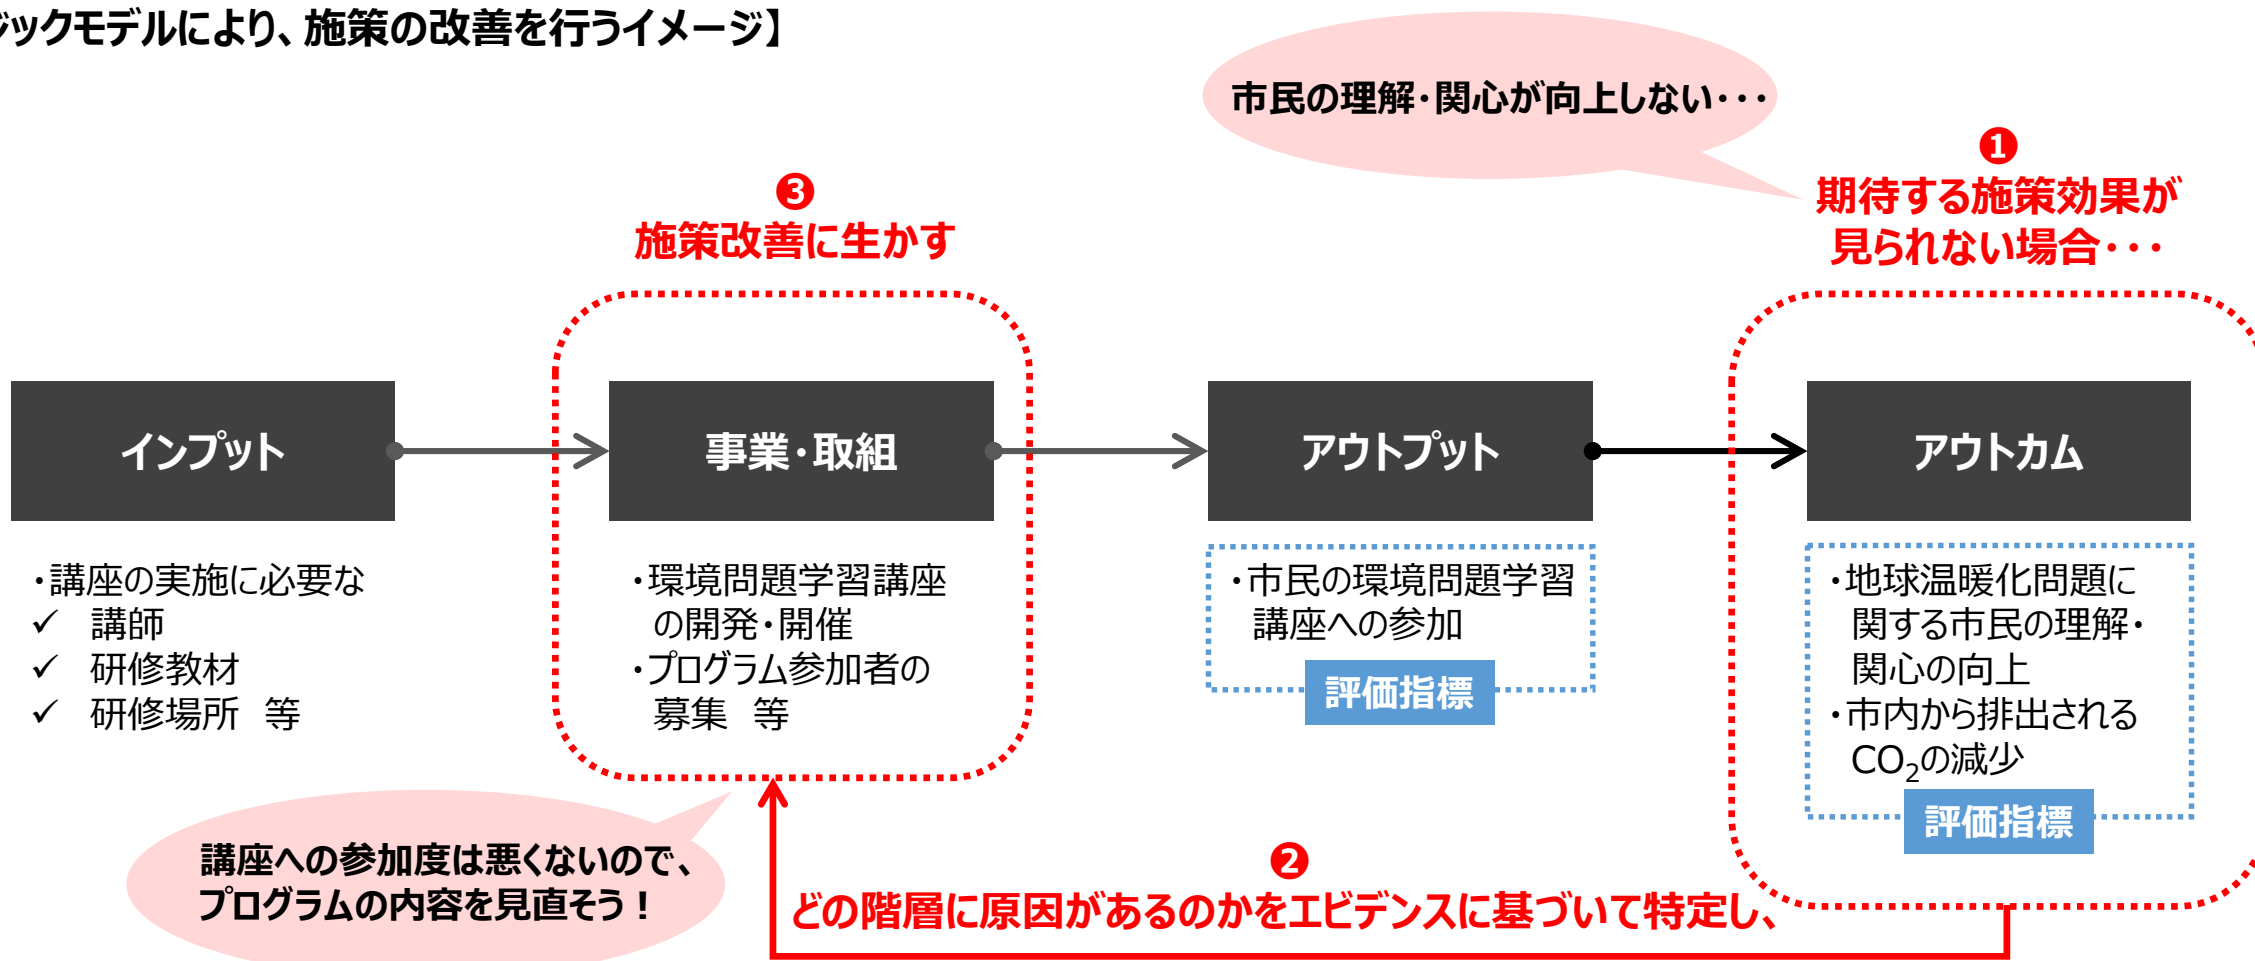 ジックモデルにより、施策の改善を行うイメージ】
市民の理解・関心が向上しない・・・
❶
期待する施策効果が
見られない場合・・・
❸
施策改善に生かす
インプット
事業・取組
アウトプット
アウトカム
・講座の実施に必要な
✓ 講師
✓ 研修教材
✓ 研修場所　等
・環境問題学習講座
の開発・開催
・プログラム参加者の
募集　等
・市民の環境問題学習
講座への参加
評価指標
・地球温暖化問題に
関する市民の理解・
関心の向上
・市内から排出される
CO₂の減少
評価指標
講座への参加度は悪くないので、
プログラムの内容を見直そう！
❷
どの階層に原因があるのかをエビデンスに基づいて特定し、